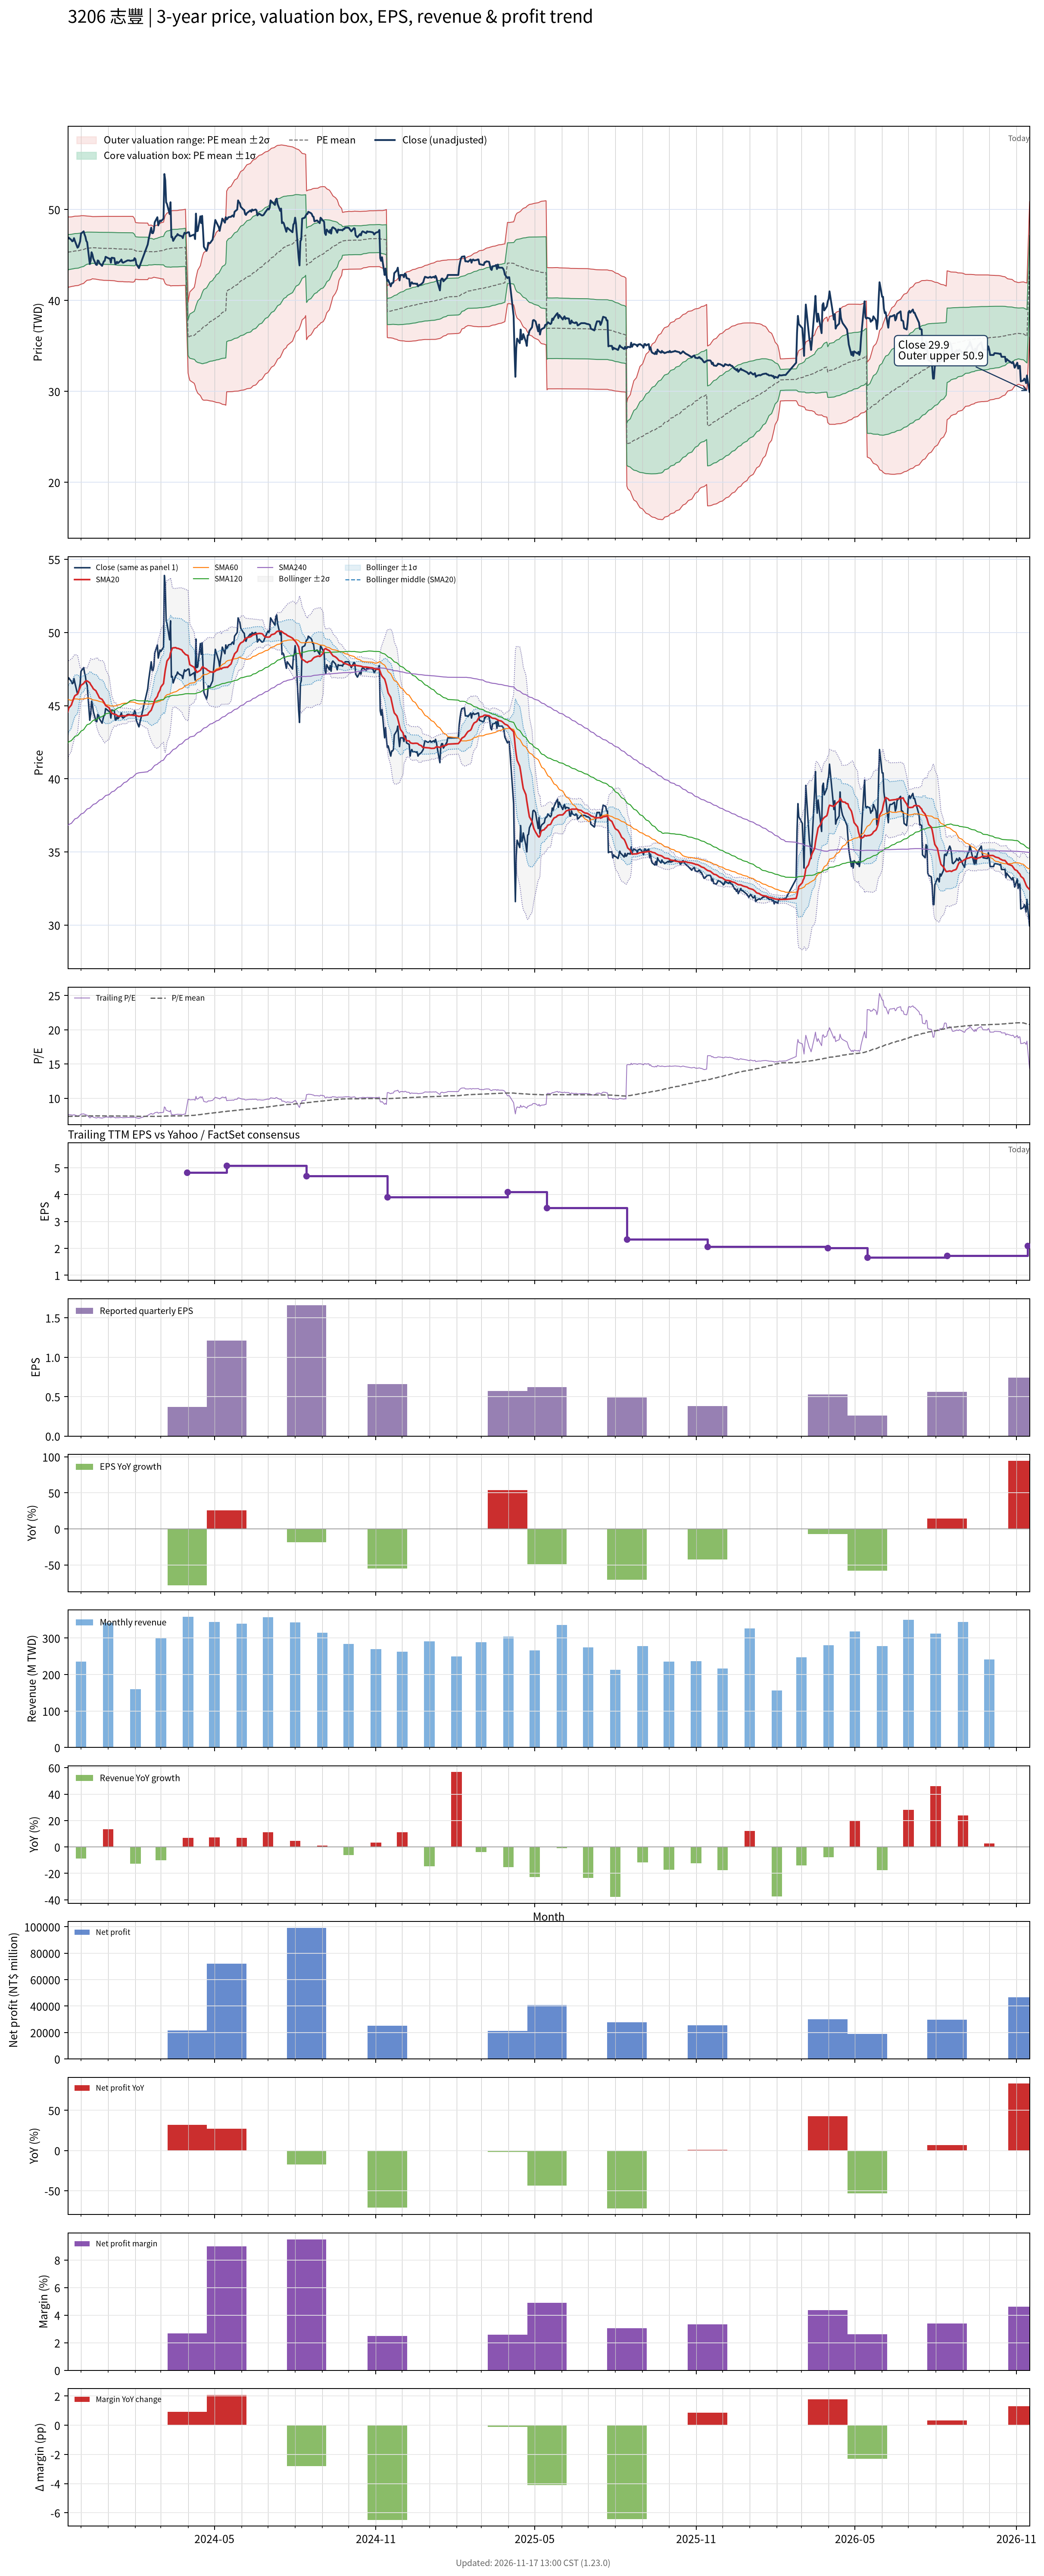 3206 志豐 | 3-year price, valuation box, EPS, revenue & profit trend
Outer valuation range: PE mean ±2σ
Core valuation box: PE mean ±1σ
PE mean
Close (unadjusted)
Today
Price (TWD)
50
40
30
20
Close 29.9
Outer upper 50.9
Close (same as panel 1)
SMA20
SMA60
SMA120
SMA240
Bollinger ±2σ
Bollinger ±1σ
Bollinger middle (SMA20)
Price
55
50
45
40
35
30
Trailing P/E
P/E mean
P/E
25
20
15
10
Trailing TTM EPS vs Yahoo / FactSet consensus
Today
EPS
5
4
3
2
1
Reported quarterly EPS
EPS
1.5
1.0
0.5
0.0
EPS YoY growth
YoY (%)
100
50
0
-50
Monthly revenue
Revenue (M TWD)
300
200
100
0
Revenue YoY growth
YoY (%)
60
40
20
0
-20
-40
Month
Net profit
Net profit (NT$ million)
100000
80000
60000
40000
20000
0
Net profit YoY
YoY (%)
50
0
-50
Net profit margin
Margin (%)
8
6
4
2
0
Margin YoY change
Δ margin (pp)
2
0
-2
-4
-6
2024-05
2024-11
2025-05
2025-11
2026-05
2026-11
Updated: 2026-11-17 13:00 CST (1.23.0)